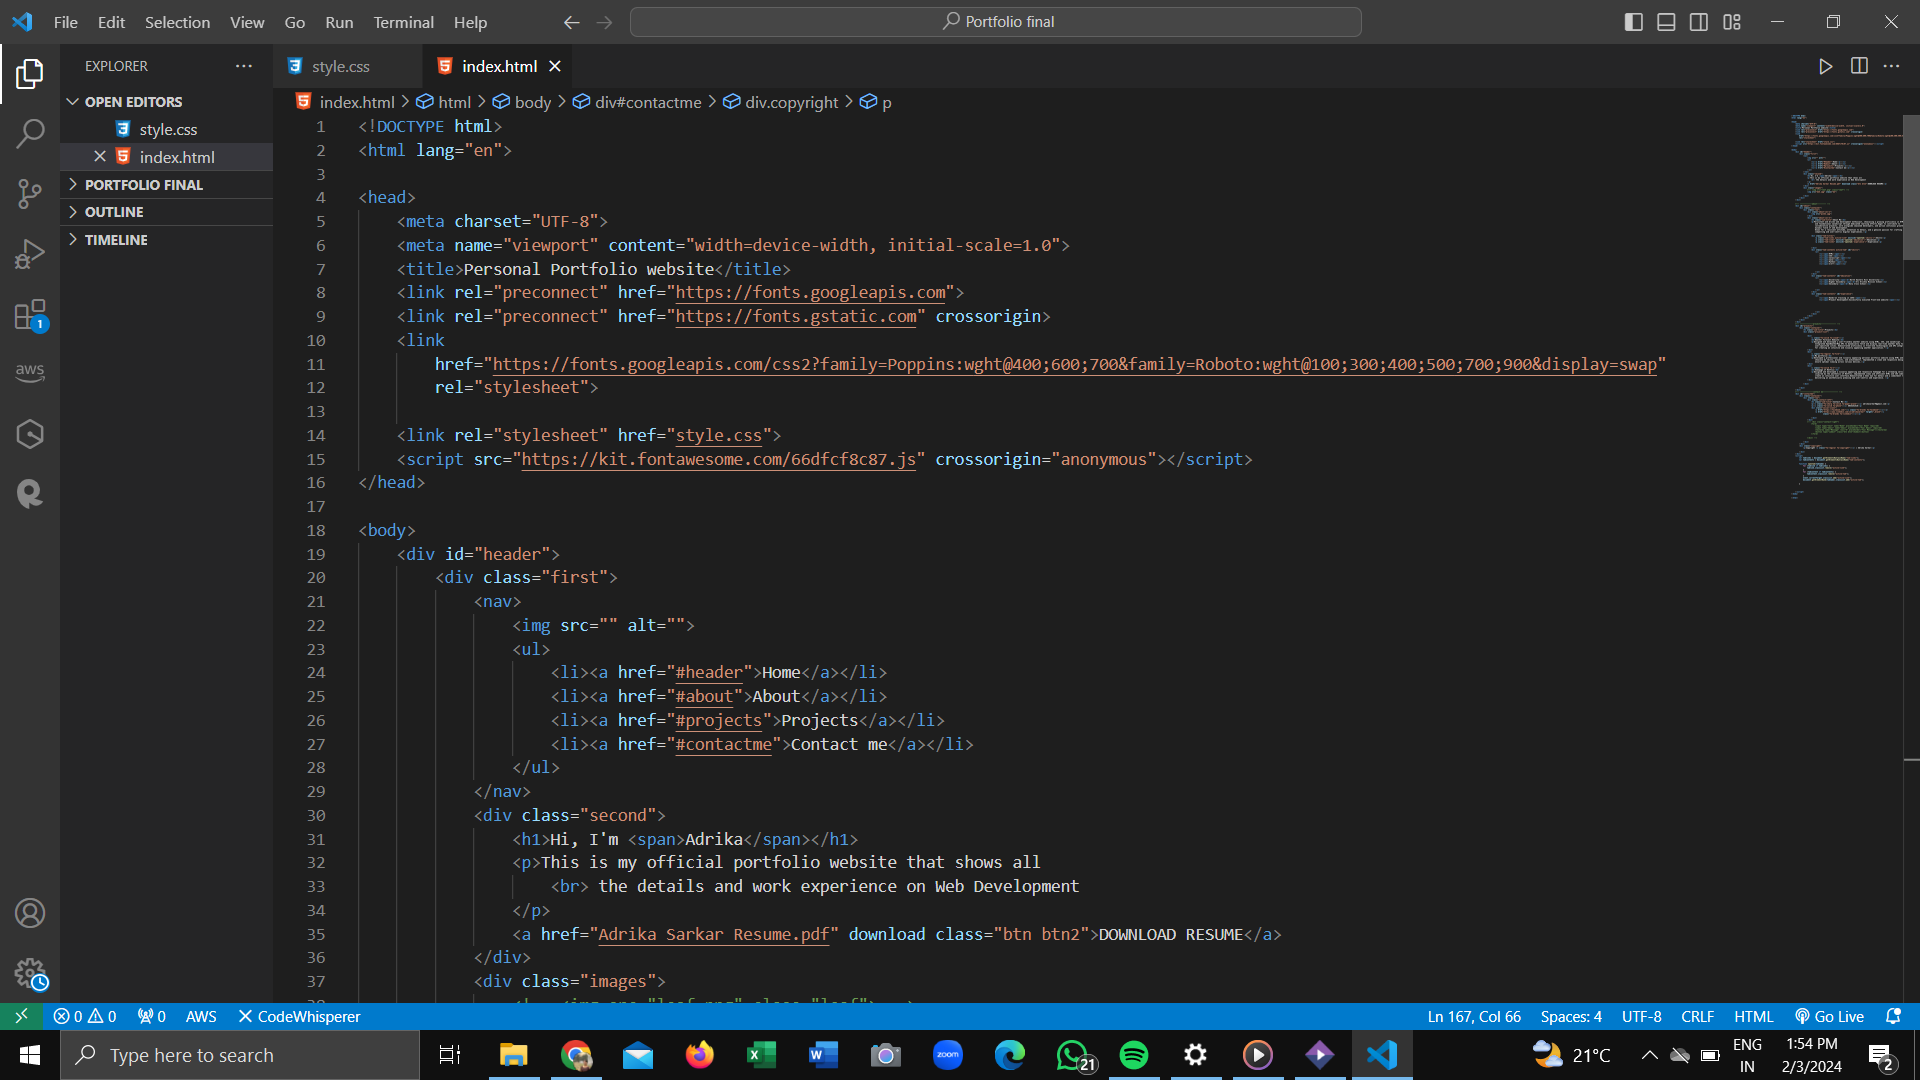 File Edit Selection View Go Run Terminal Help
Portfolio final
EXPLORER
OPEN EDITORS
style.css
index.html
PORTFOLIO FINAL
OUTLINE
TIMELINE
1
aws
style.css index.html
index.html > html > body > div#contactme > div.copyright > p
1 <!DOCTYPE html>
2 <html lang="en">
3
4 <head>
5 <meta charset="UTF-8">
6 <meta name="viewport" content="width=device-width, initial-scale=1.0">
7 <title>Personal Portfolio website</title>
8 <link rel="preconnect" href="https://fonts.googleapis.com">
9 <link rel="preconnect" href="https://fonts.gstatic.com" crossorigin>
10 <link
11 href="https://fonts.googleapis.com/css2?family=Poppins:wght@400;600;700&family=Roboto:wght@100;300;400;500;700;900&display=swap"
12 rel="stylesheet">
13
14 <link rel="stylesheet" href="style.css">
15 <script src="https://kit.fontawesome.com/66dfcf8c87.js" crossorigin="anonymous"></script>
16 </head>
17
18 <body>
19 <div id="header">
20 <div class="first">
21 <nav>
22 <img src="" alt="">
23 <ul>
24 <li><a href="#header">Home</a></li>
25 <li><a href="#about">About</a></li>
26 <li><a href="#projects">Projects</a></li>
27 <li><a href="#contactme">Contact me</a></li>
28 </ul>
29 </nav>
30 <div class="second">
31 <h1>Hi, I'm <span>Adrika</span></h1>
32 <p>This is my official portfolio website that shows all
33 <br> the details and work experience on Web Development
34 </p>
35 <a href="Adrika Sarkar Resume.pdf" download class="btn btn2">DOWNLOAD RESUME</a>
36 </div>
37 <div class="images">
0 0 0 AWS CodeWhisperer
Ln 167, Col 66 Spaces: 4 UTF-8 CRLF HTML Go Live
Type here to search
zoom
21
21°C
ENG
IN
1:54 PM
2/3/2024
2